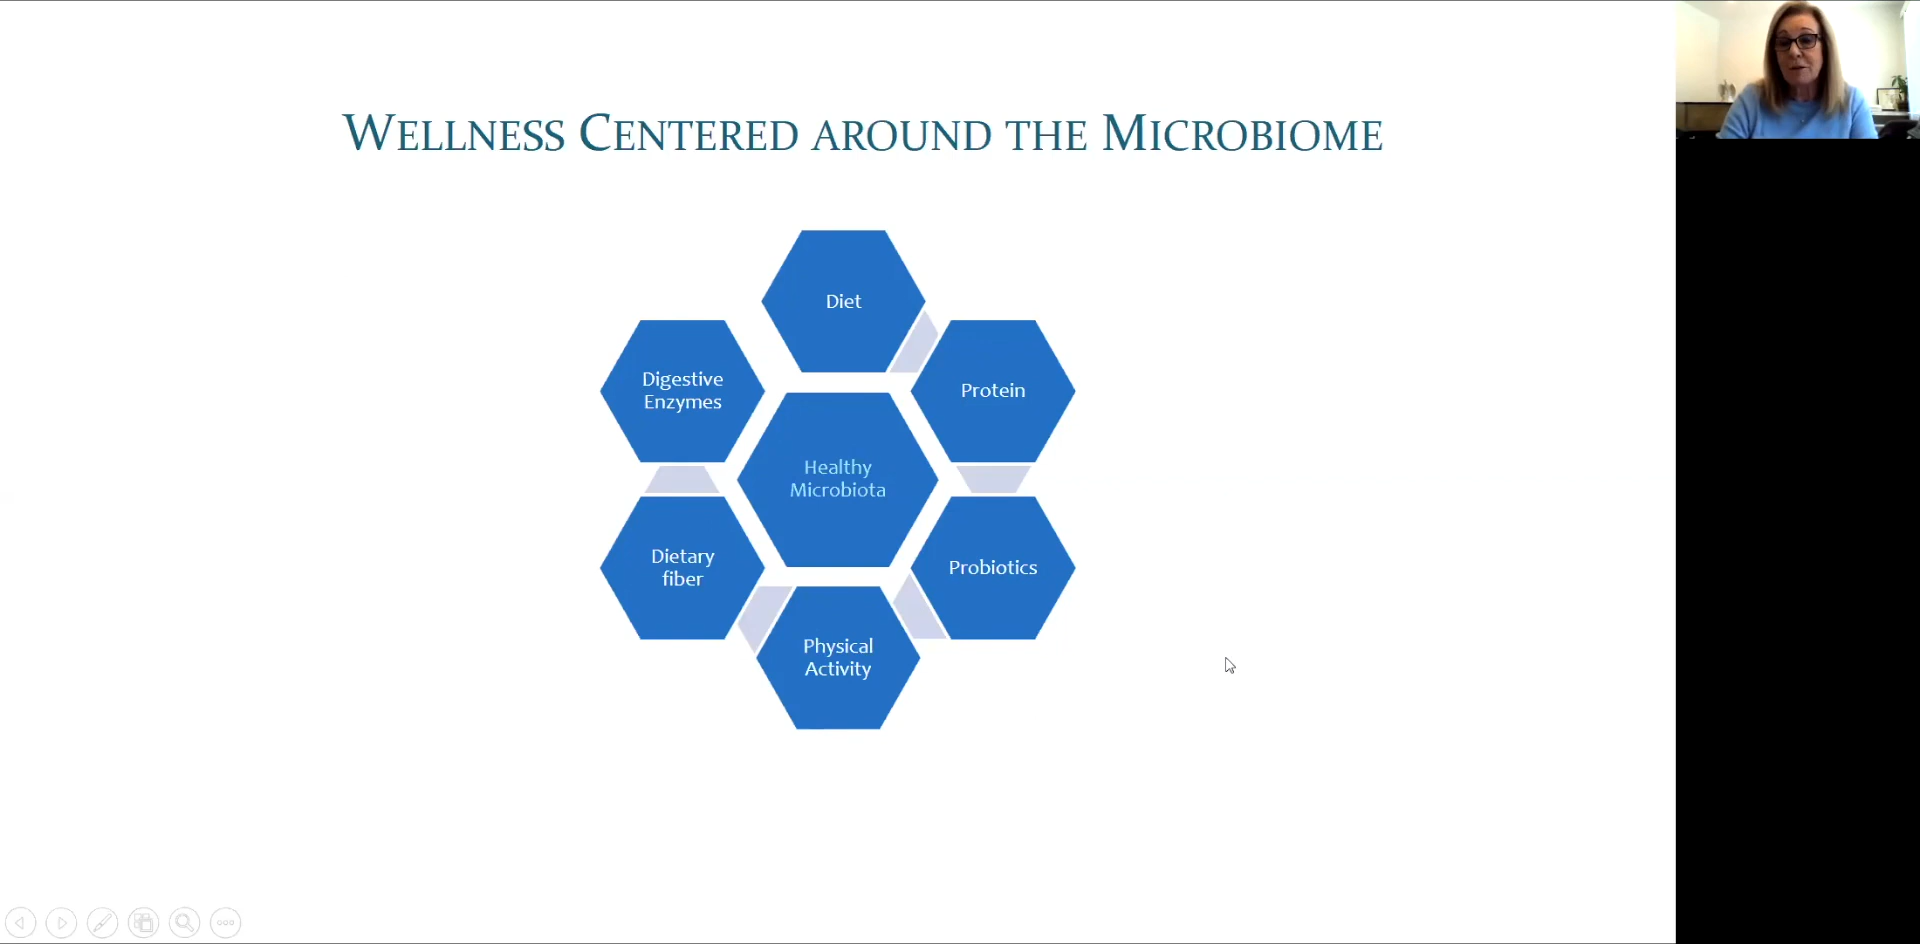 WELLNESS CENTERED AROUND THE MICROBIOME
Diet
Digestive
Enzymes
Protein
Healthy
Microbiota
Dietary
fiber
Probiotics
Physical
Activity